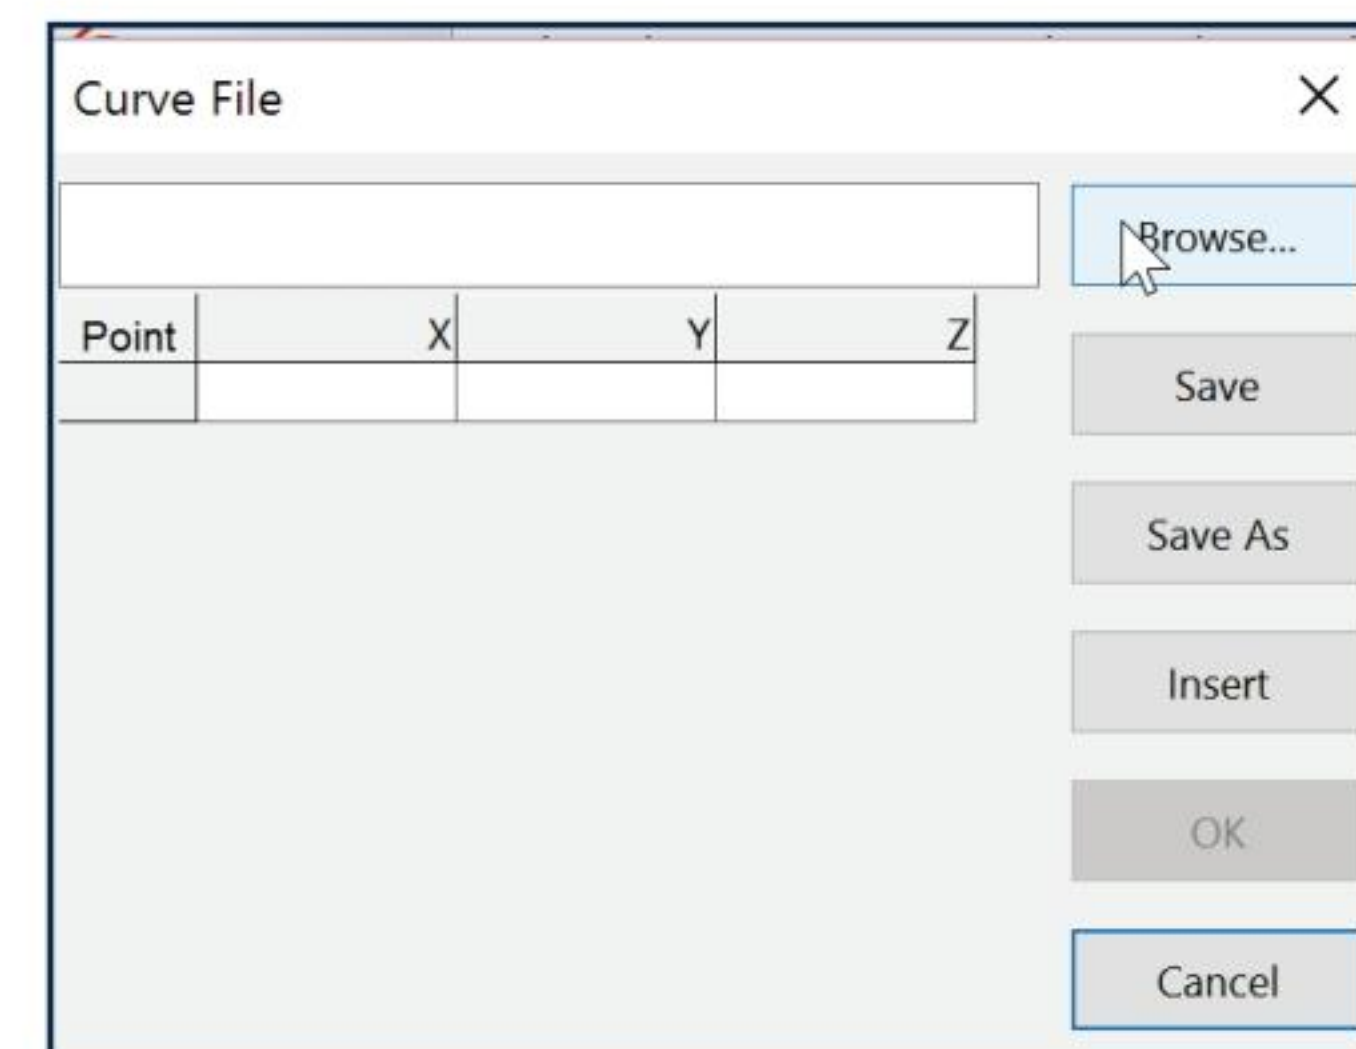 Curve File
Browse...
Point X Y Z
Save
Save As
Insert
OK
Cancel